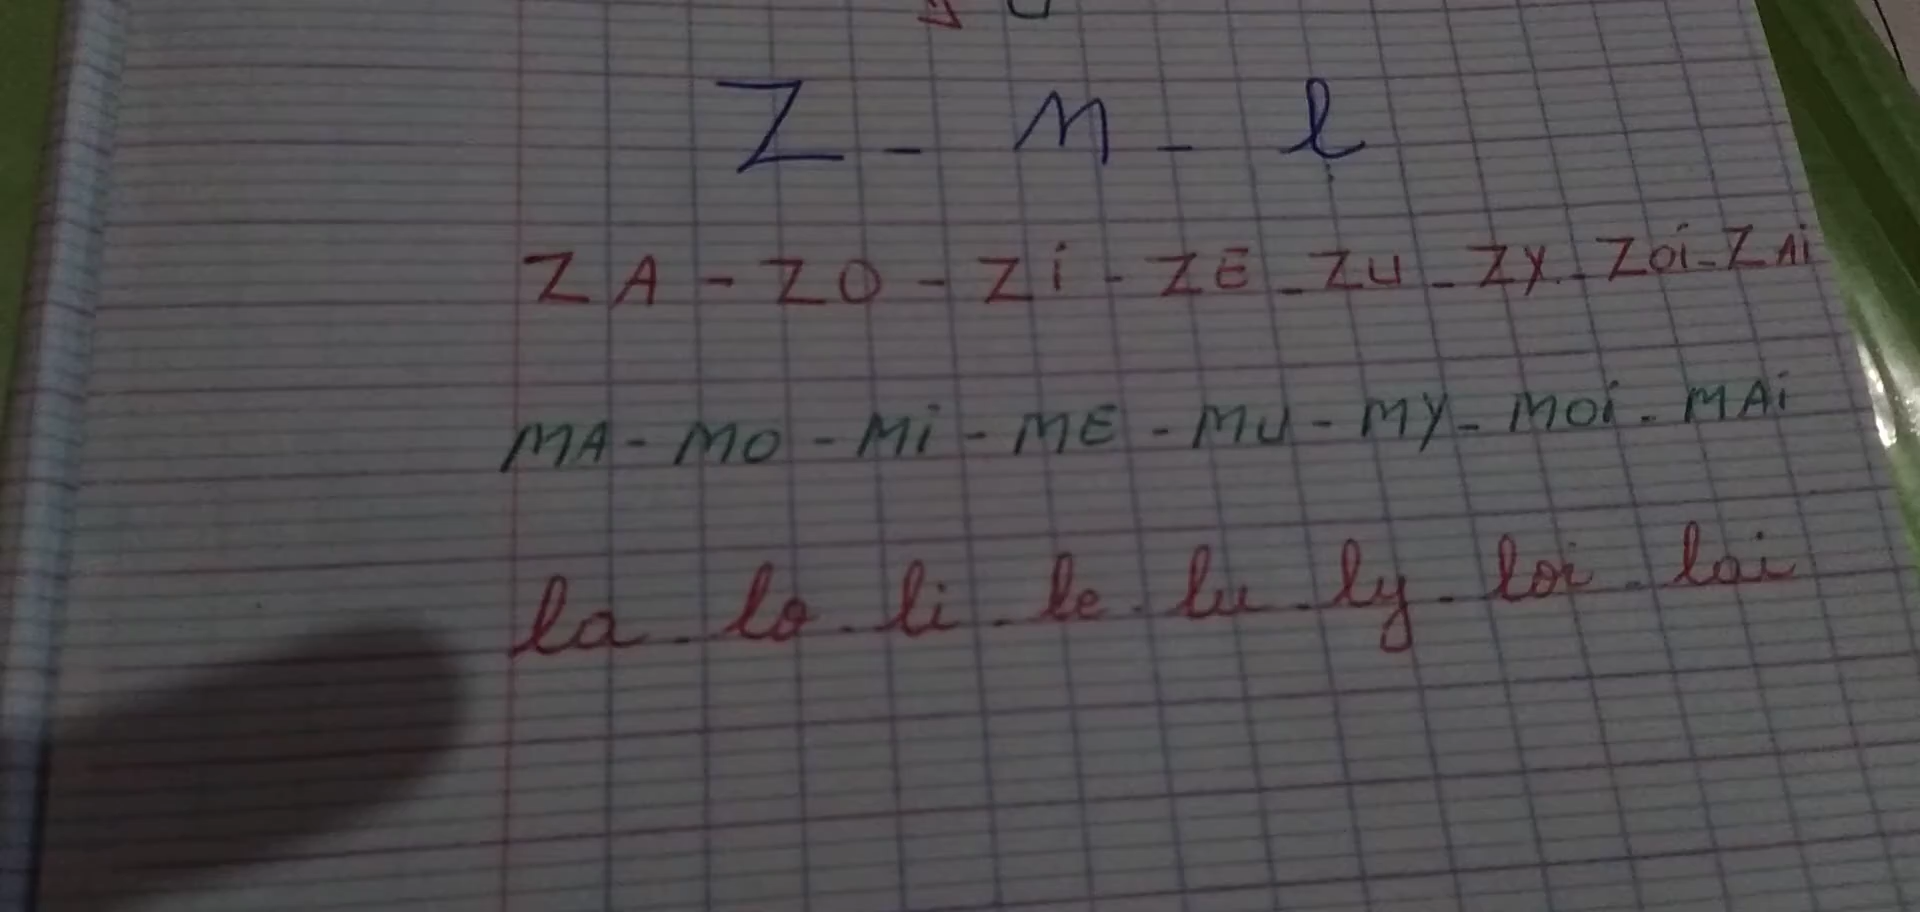 Z - M - l
ZA - ZO - Zi - ZE - ZU - ZY - Zoi - ZAi
MA - MO - Mi - ME - MU - MY - MOi - MAi
la - lo - li - le - lu - ly - loi - lai